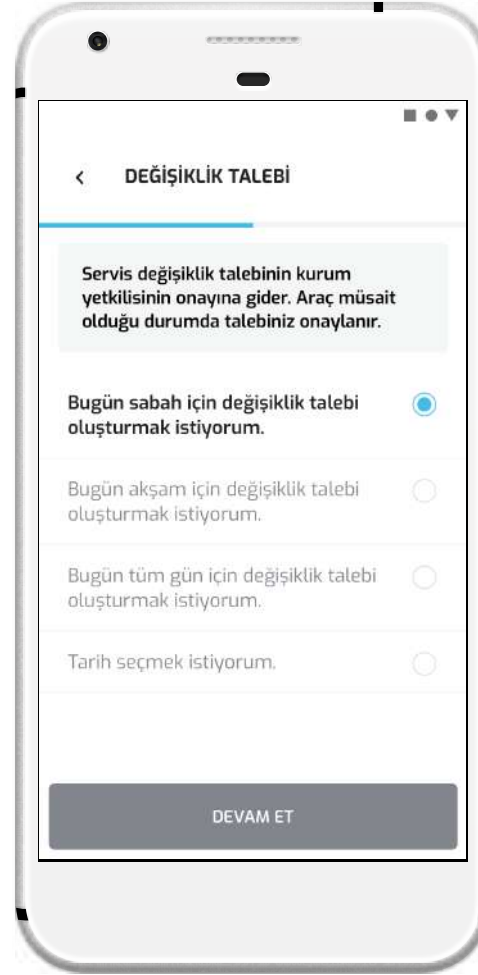 DEĞİŞİKLİK TALEBİ
Servis değişiklik talebinin kurum
yetkilisinin onayına gider. Araç müsait
olduğu durumda talebiniz onaylanır.
Bugün sabah için değişiklik talebi
oluşturmak istiyorum.
Bugün akşam için değişiklik talebi
oluşturmak istiyorum.
Bugün tüm gün için değişiklik talebi
oluşturmak istiyorum.
Tarih seçmek istiyorum.
DEVAM ET